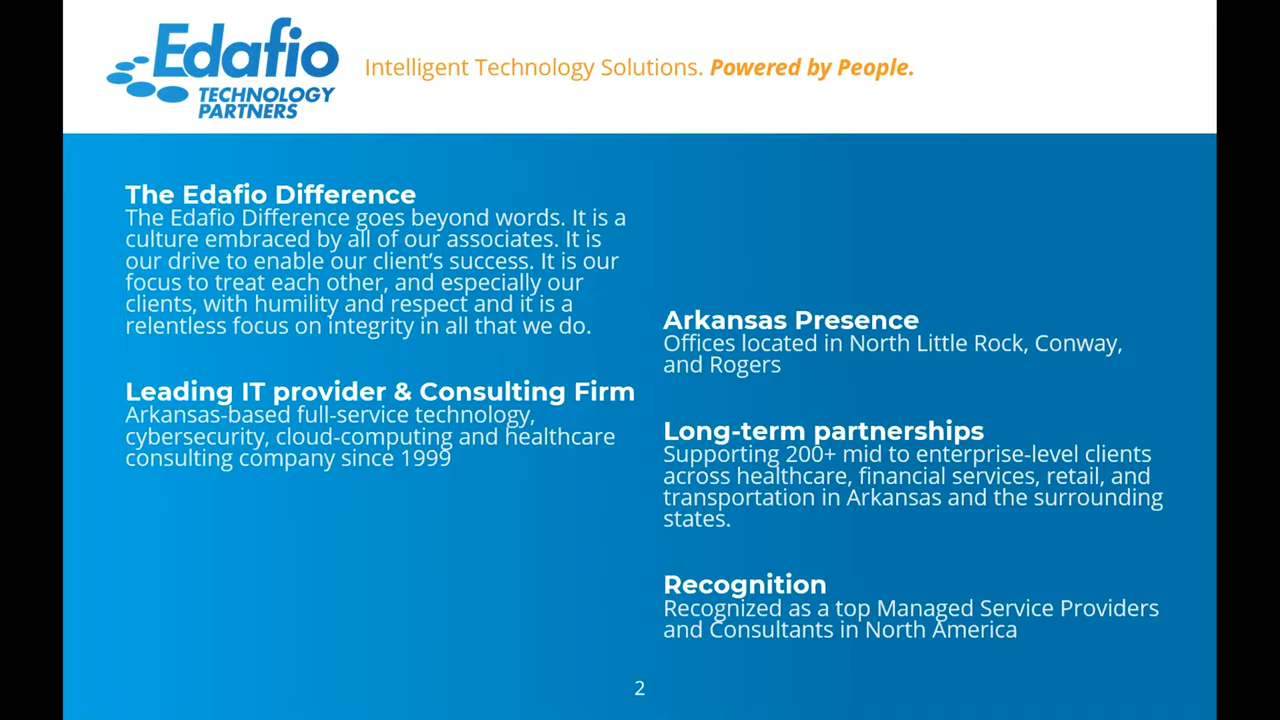 Edafio
TECHNOLOGY
PARTNERS
Intelligent Technology Solutions. Powered by People.
The Edafio Difference
The Edafio Difference goes beyond words. It is a
culture embraced by all of our associates. It is
our drive to enable our client’s success. It is our
focus to treat each other, and especially our
clients, with humility and respect and it is a
relentless focus on integrity in all that we do.
Leading IT provider & Consulting Firm
Arkansas-based full-service technology,
cybersecurity, cloud-computing and healthcare
consulting company since 1999
Arkansas Presence
Offices located in North Little Rock, Conway,
and Rogers
Long-term partnerships
Supporting 200+ mid to enterprise-level clients
across healthcare, financial services, retail, and
transportation in Arkansas and the surrounding
states.
Recognition
Recognized as a top Managed Service Providers
and Consultants in North America
2